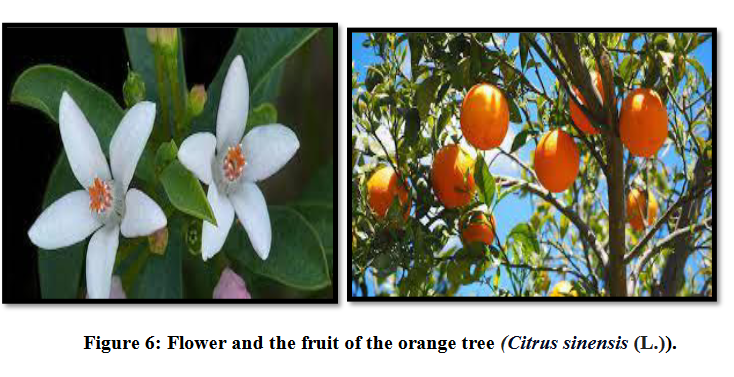 Figure 6: Flower and the fruit of the orange tree (Citrus sinensis (L.)).